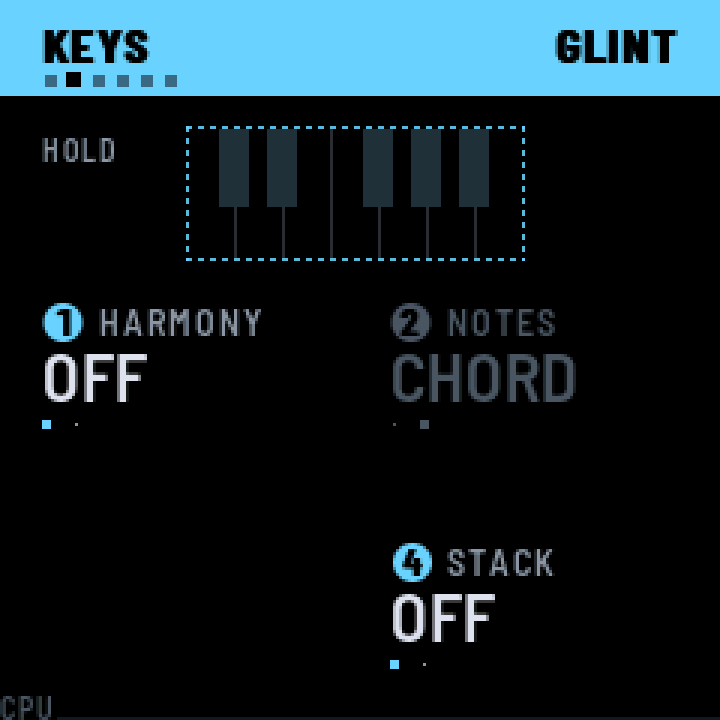 KEYS GLINT
HOLD
1 HARMONY 2 NOTES
OFF CHORD
4 STACK
OFF
CPU